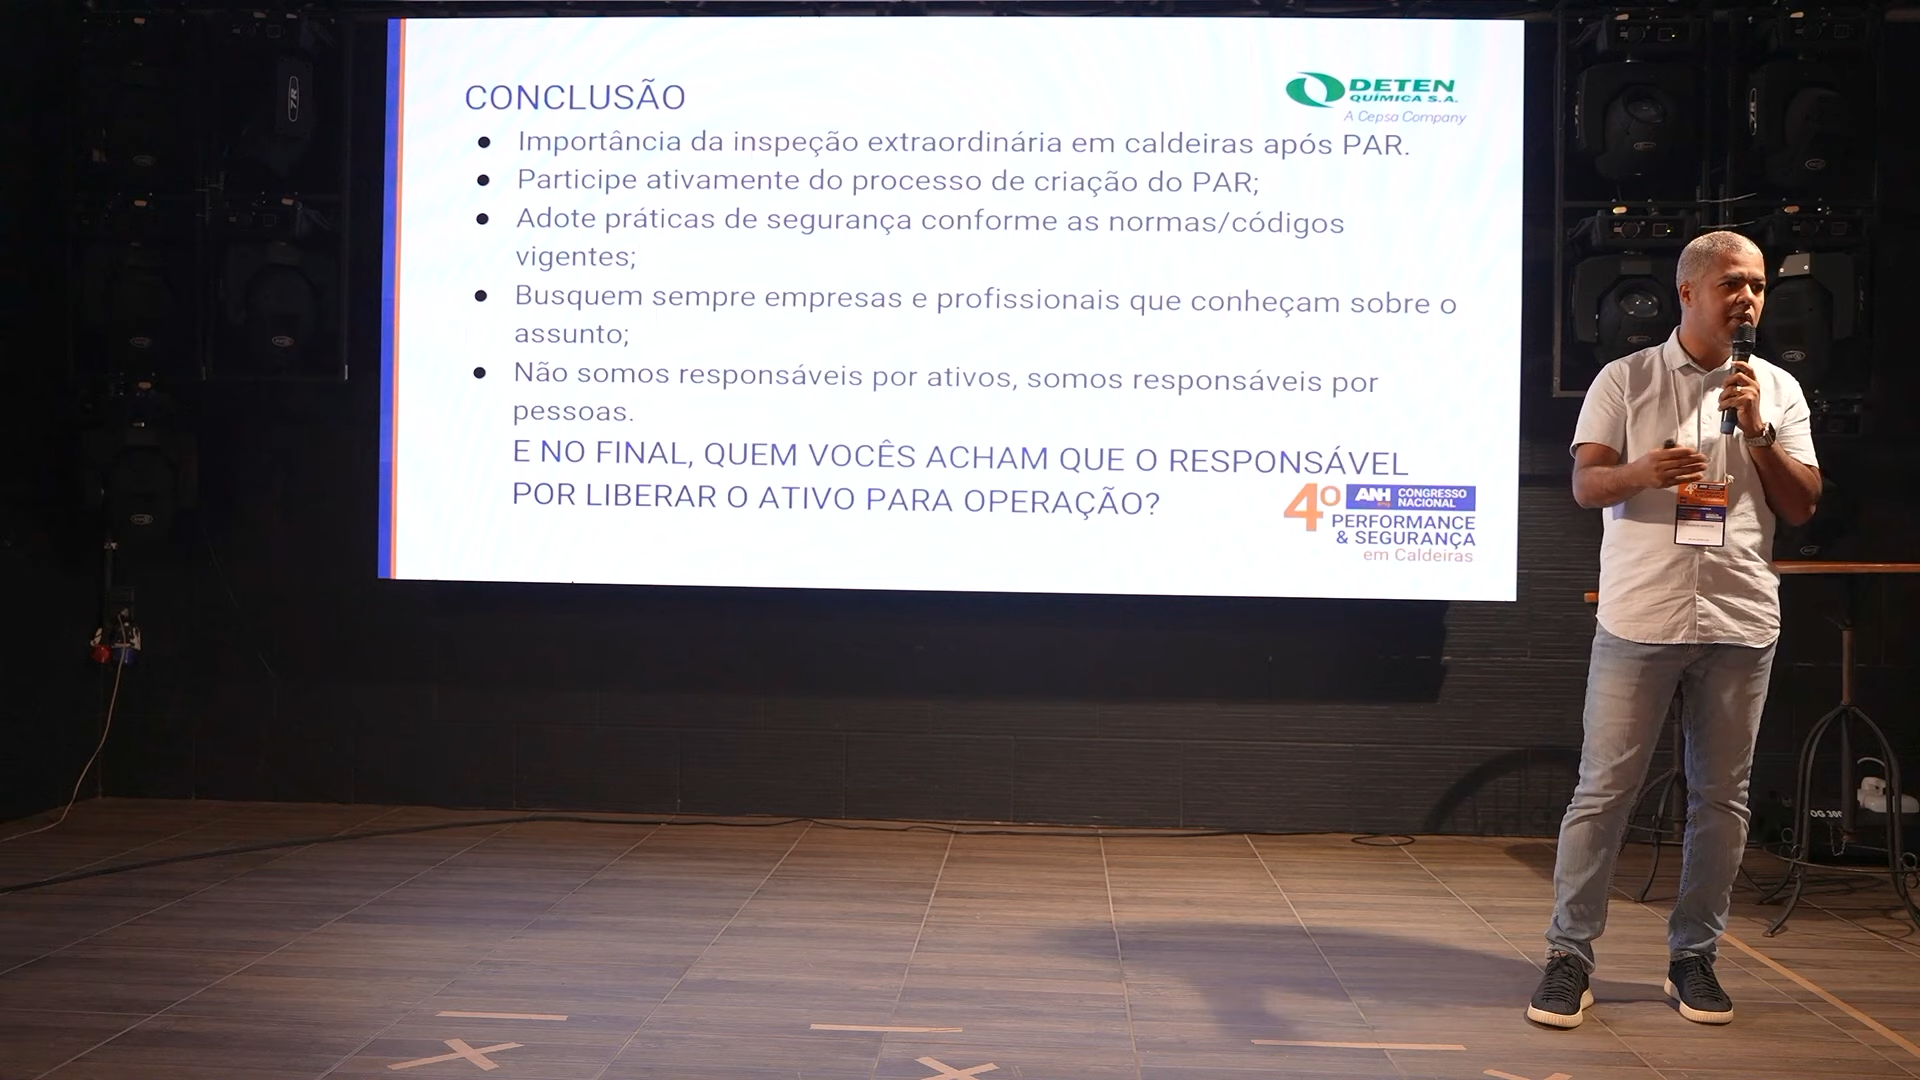 CONCLUSÃO
DETEN
QUÍMICA S.A.
A Cepsa Company
● Importância da inspeção extraordinária em caldeiras após PAR.
● Participe ativamente do processo de criação do PAR;
● Adote práticas de segurança conforme as normas/códigos
vigentes;
● Busquem sempre empresas e profissionais que conheçam sobre o
assunto;
● Não somos responsáveis por ativos, somos responsáveis por
pessoas.
E NO FINAL, QUEM VOCÊS ACHAM QUE O RESPONSÁVEL
POR LIBERAR O ATIVO PARA OPERAÇÃO?
4º ANH CONGRESSO
NACIONAL
PERFORMANCE
& SEGURANÇA
em Caldeiras
7R
OG 300